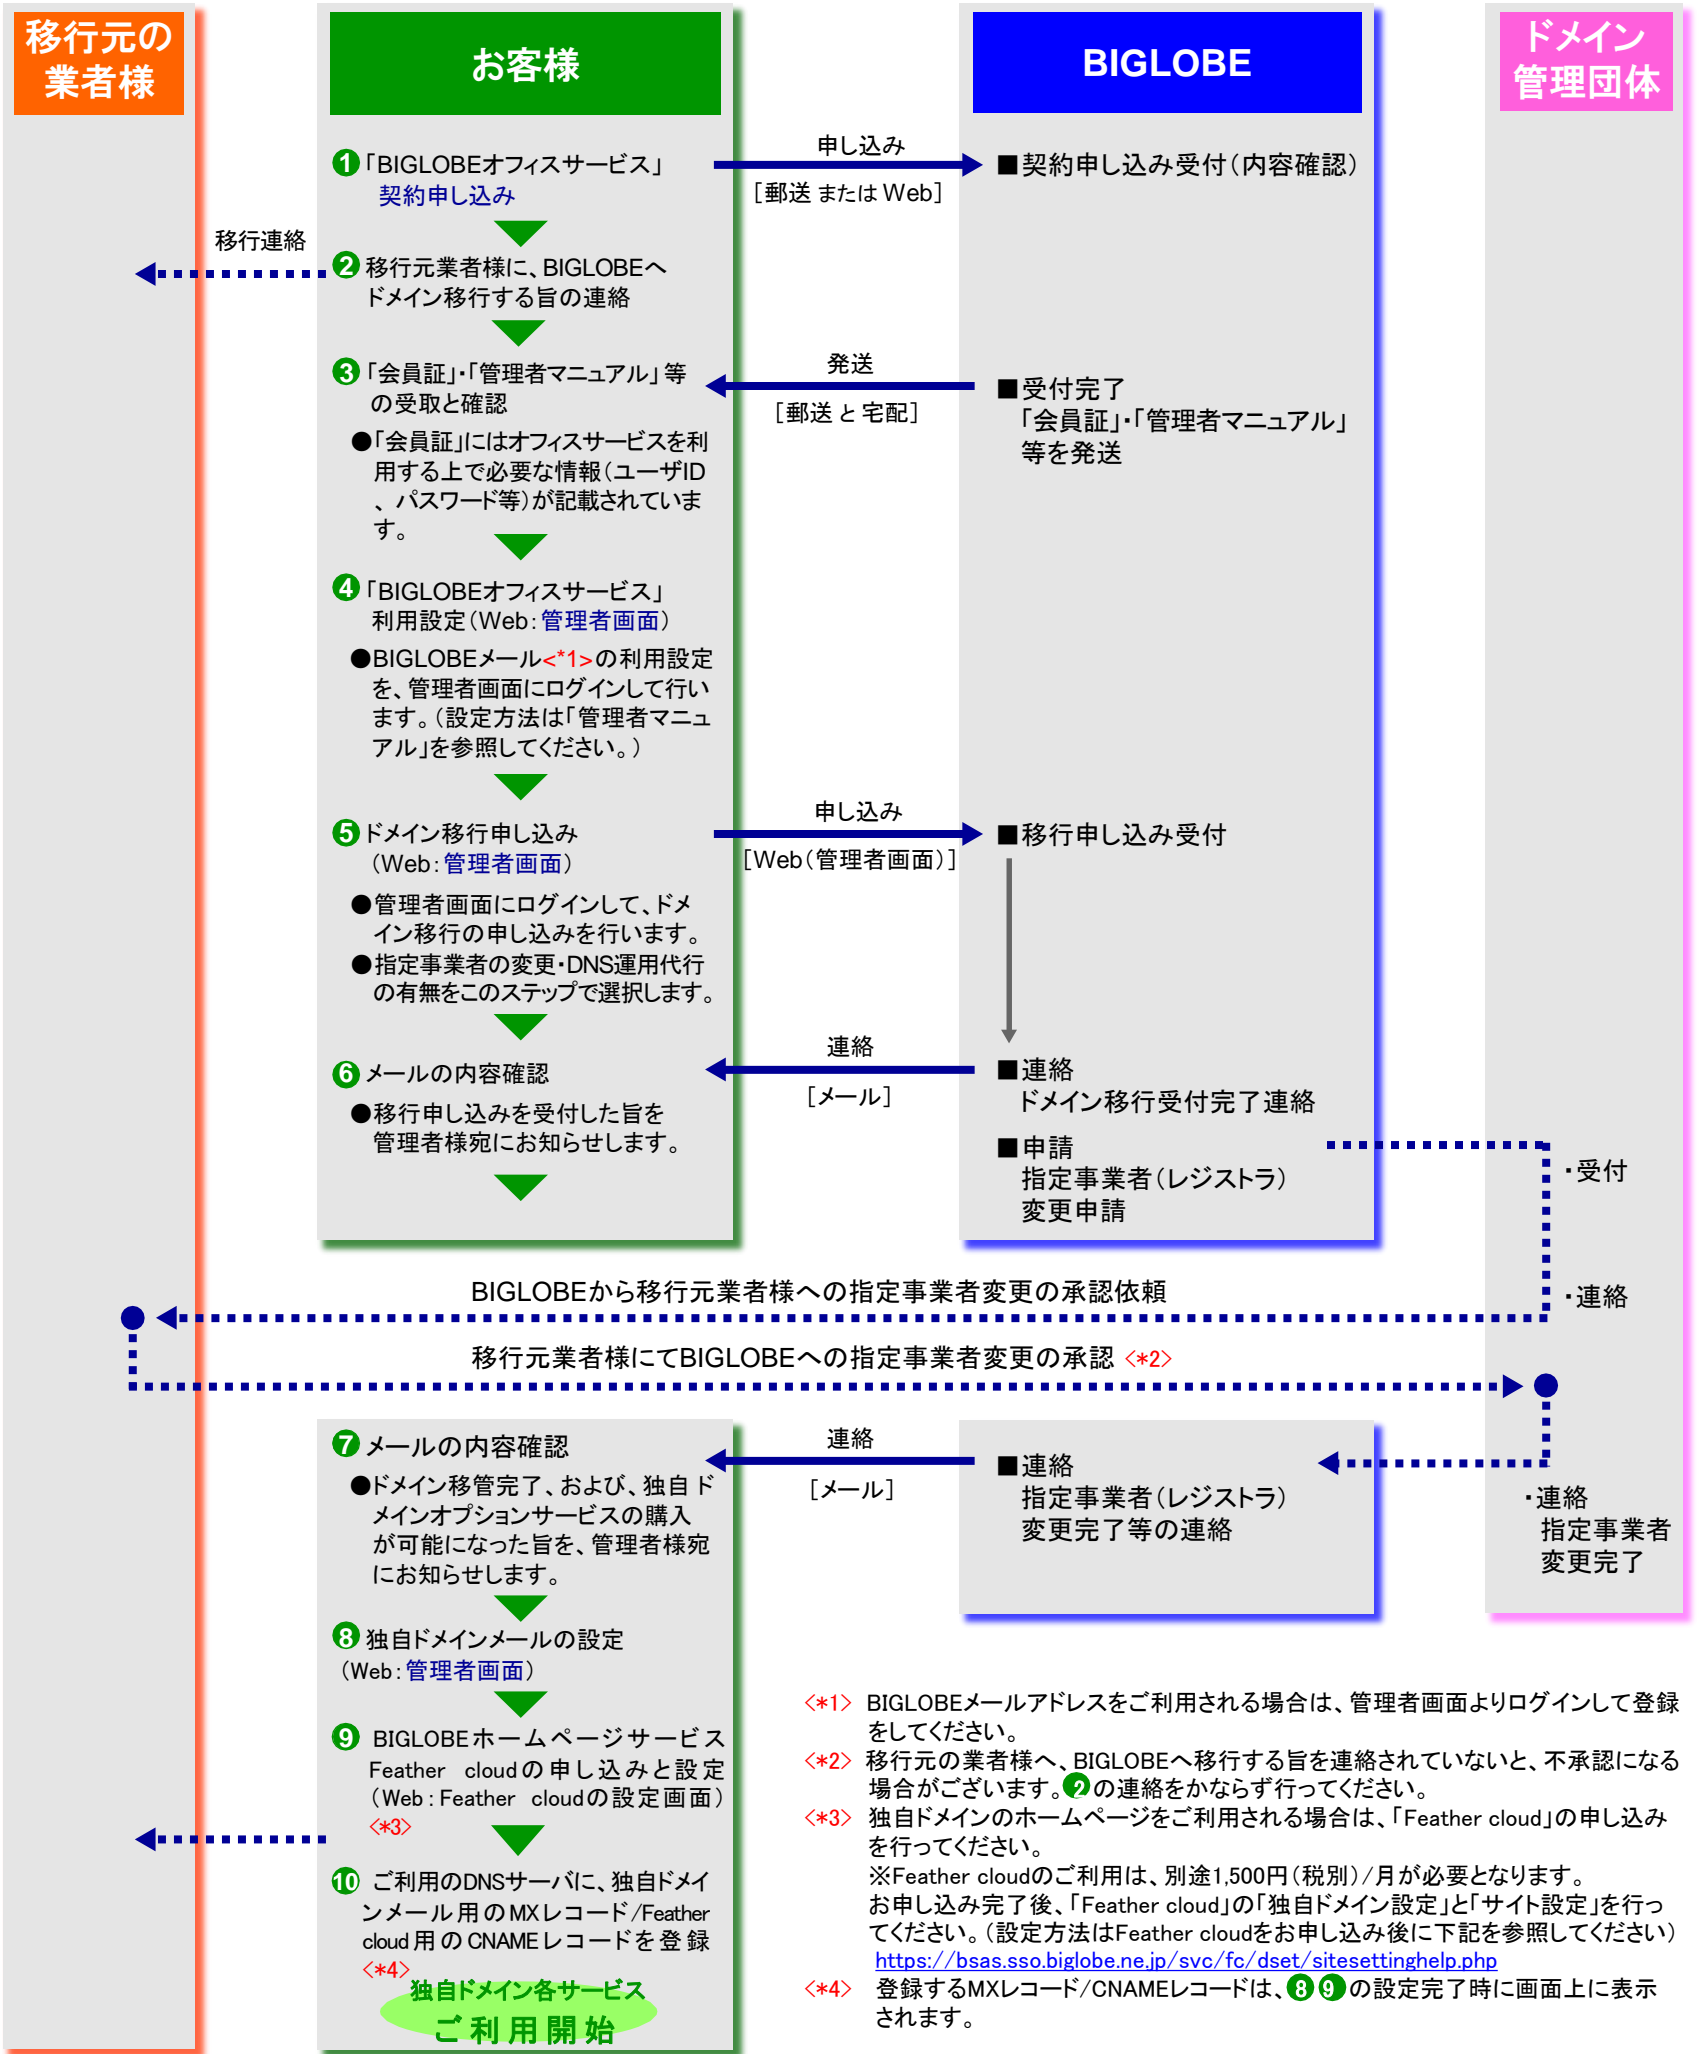 移行元の
業者様
お客様
BIGLOBE
ドメイン
管理団体
❶「BIGLOBEオフィスサービス」
契約申し込み
申し込み
[郵送 または Web]
■契約申し込み受付(内容確認)
移行連絡
❷移行元業者様に、BIGLOBEへ
ドメイン移行する旨の連絡
❸「会員証」・「管理者マニュアル」等
の受取と確認
●「会員証」にはオフィスサービスを利
用する上で必要な情報(ユーザID
、パスワード等)が記載されていま
す。
発送
[郵送 と 宅配]
■受付完了
「会員証」・「管理者マニュアル」
等を発送
❹「BIGLOBEオフィスサービス」
利用設定(Web:管理者画面)
●BIGLOBEメール<*1>の利用設定
を、管理者画面にログインして行い
ます。(設定方法は「管理者マニュ
アル」を参照してください。)
❺ドメイン移行申し込み
(Web:管理者画面)
●管理者画面にログインして、ドメ
イン移行の申し込みを行います。
●指定事業者の変更・DNS運用代行
の有無をこのステップで選択します。
申し込み
[Web(管理者画面)]
■移行申し込み受付
❻メールの内容確認
●移行申し込みを受付した旨を
管理者様宛にお知らせします。
連絡
[メール]
■連絡
ドメイン移行受付完了連絡
■申請
指定事業者(レジストラ)
変更申請
・受付
・連絡
BIGLOBEから移行元業者様への指定事業者変更の承認依頼
移行元業者様にてBIGLOBEへの指定事業者変更の承認 <*2>
❼メールの内容確認
●ドメイン移管完了、および、独自ド
メインオプションサービスの購入
が可能になった旨を、管理者様宛
にお知らせします。
連絡
[メール]
■連絡
指定事業者(レジストラ)
変更完了等の連絡
・連絡
指定事業者
変更完了
❽独自ドメインメールの設定
(Web:管理者画面)
❾ BIGLOBEホームページサービス
Feather cloudの申し込みと設定
(Web:Feather cloudの設定画面)
<*3>
❿ ご利用のDNSサーバに、独自ドメイ
ンメール用のMXレコード/Feather
cloud用のCNAMEレコードを登録
<*4>
独自ドメイン各サービス
ご利用開始
<*1> BIGLOBEメールアドレスをご利用される場合は、管理者画面よりログインして登録
をしてください。
<*2> 移行元の業者様へ、BIGLOBEへ移行する旨を連絡されていないと、不承認になる
場合がございます。❷の連絡をかならず行ってください。
<*3> 独自ドメインのホームページをご利用される場合は、「Feather cloud」の申し込み
を行ってください。
※Feather cloudのご利用は、別途1,500円(税別)/月が必要となります。
お申し込み完了後、「Feather cloud」の「独自ドメイン設定」と「サイト設定」を行っ
てください。(設定方法はFeather cloudをお申し込み後に下記を参照してください)
https://bsas.sso.biglobe.ne.jp/svc/fc/dset/sitesettinghelp.php
<*4> 登録するMXレコード/CNAMEレコードは、❽❾の設定完了時に画面上に表示
されます。